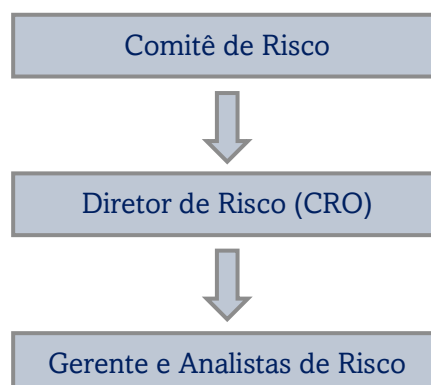 Comitê de Risco
Diretor de Risco (CRO)
Gerente e Analistas de Risco